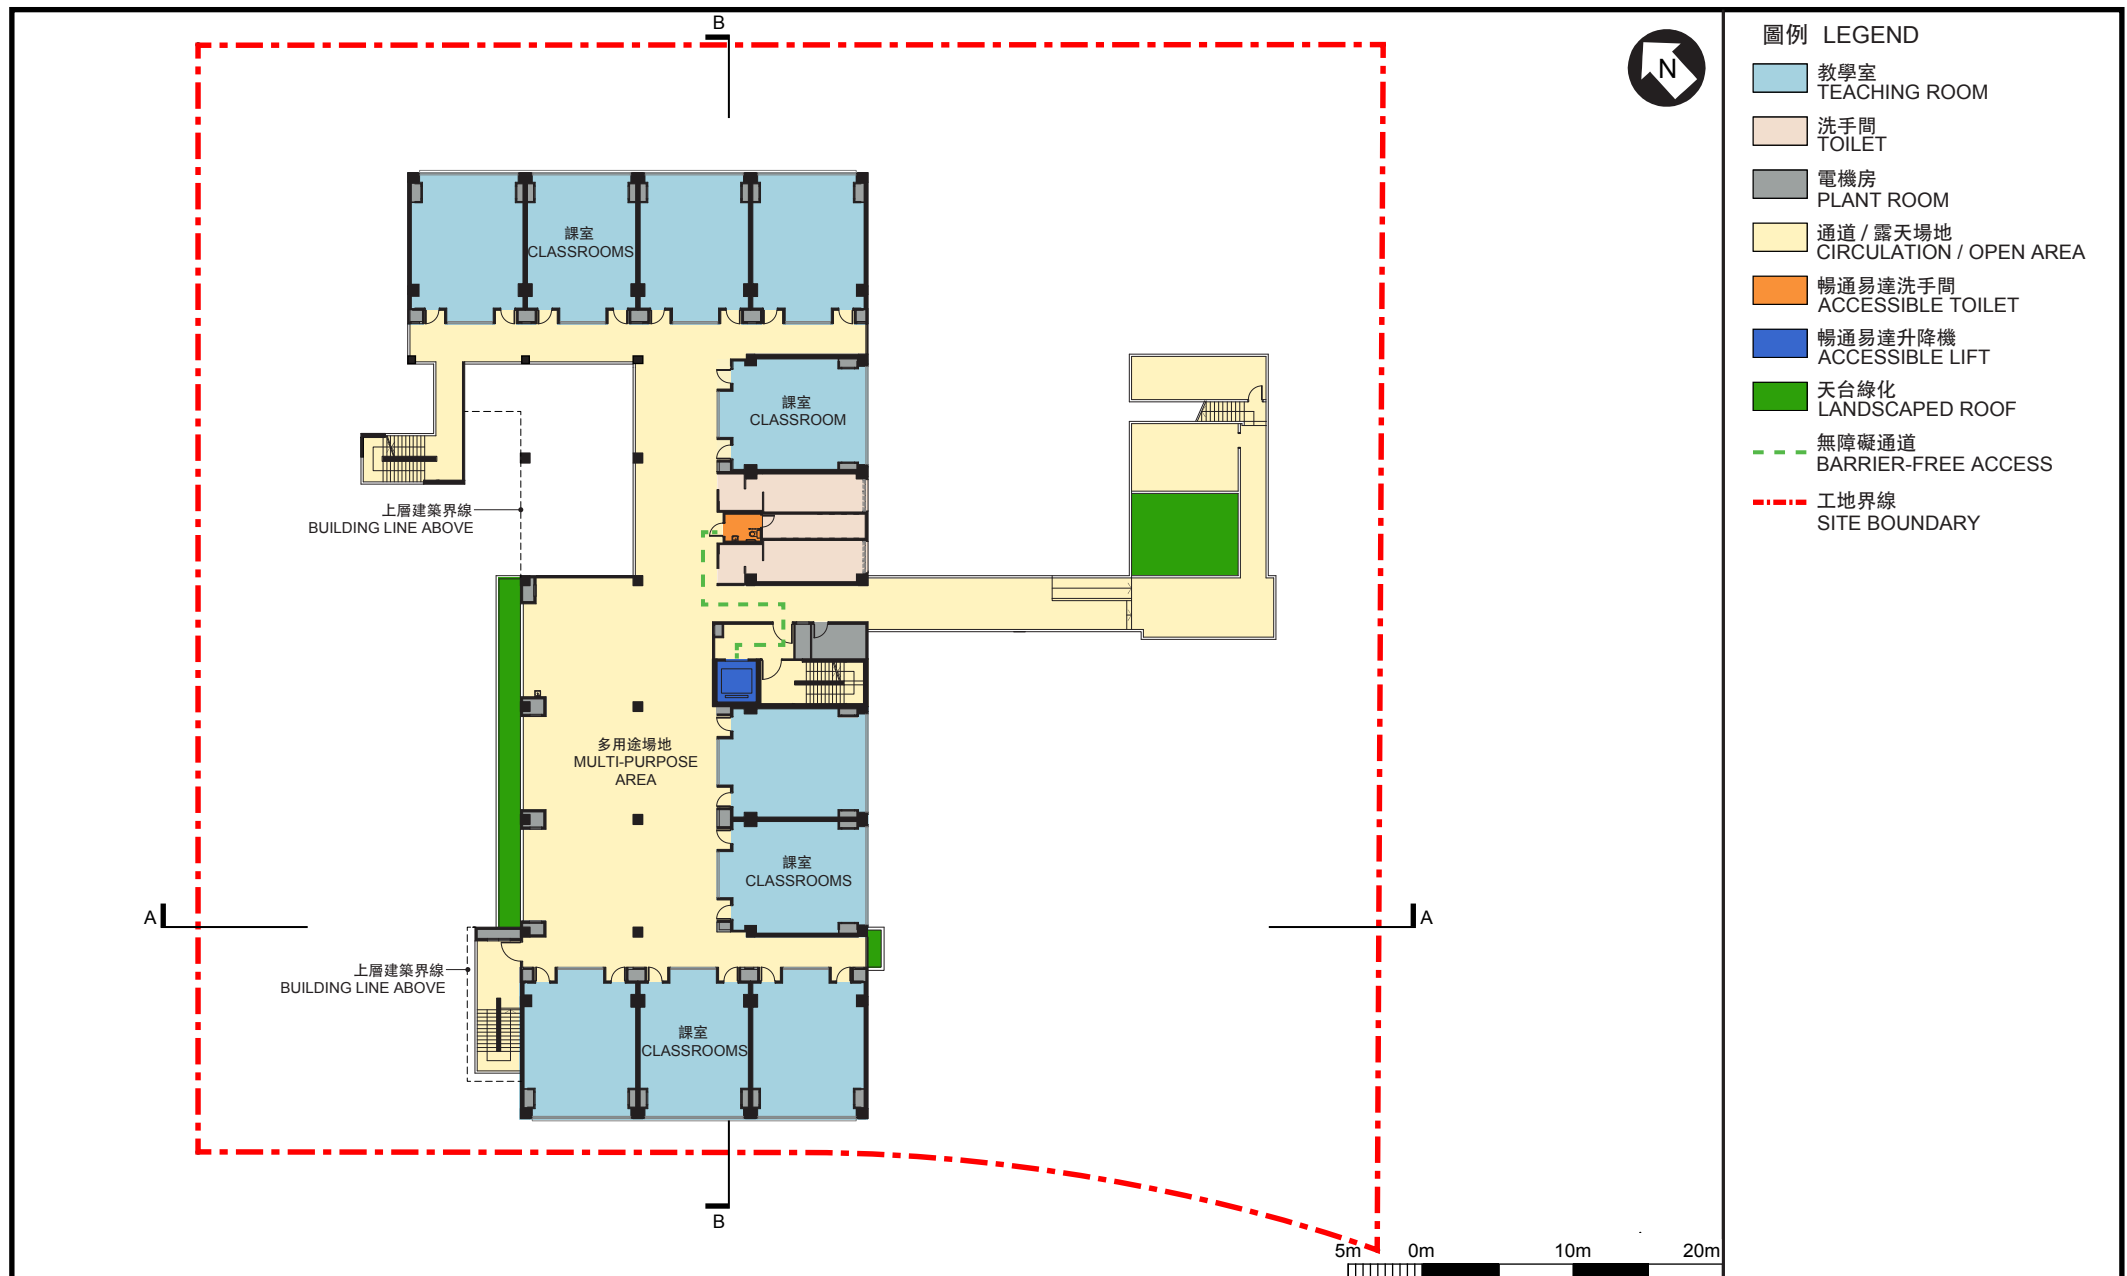 B
N
圖例 LEGEND
教學室
TEACHING ROOM
洗手間
TOILET
電機房
PLANT ROOM
通道 / 露天場地
CIRCULATION / OPEN AREA
暢通易達洗手間
ACCESSIBLE TOILET
暢通易達升降機
ACCESSIBLE LIFT
天台綠化
LANDSCAPED ROOF
無障礙通道
BARRIER-FREE ACCESS
工地界線
SITE BOUNDARY
課室
CLASSROOMS
課室
CLASSROOM
上層建築界線
BUILDING LINE ABOVE
多用途場地
MULTI-PURPOSE
AREA
課室
CLASSROOMS
A
A
上層建築界線
BUILDING LINE ABOVE
課室
CLASSROOMS
B
5m 0m 10m 20m